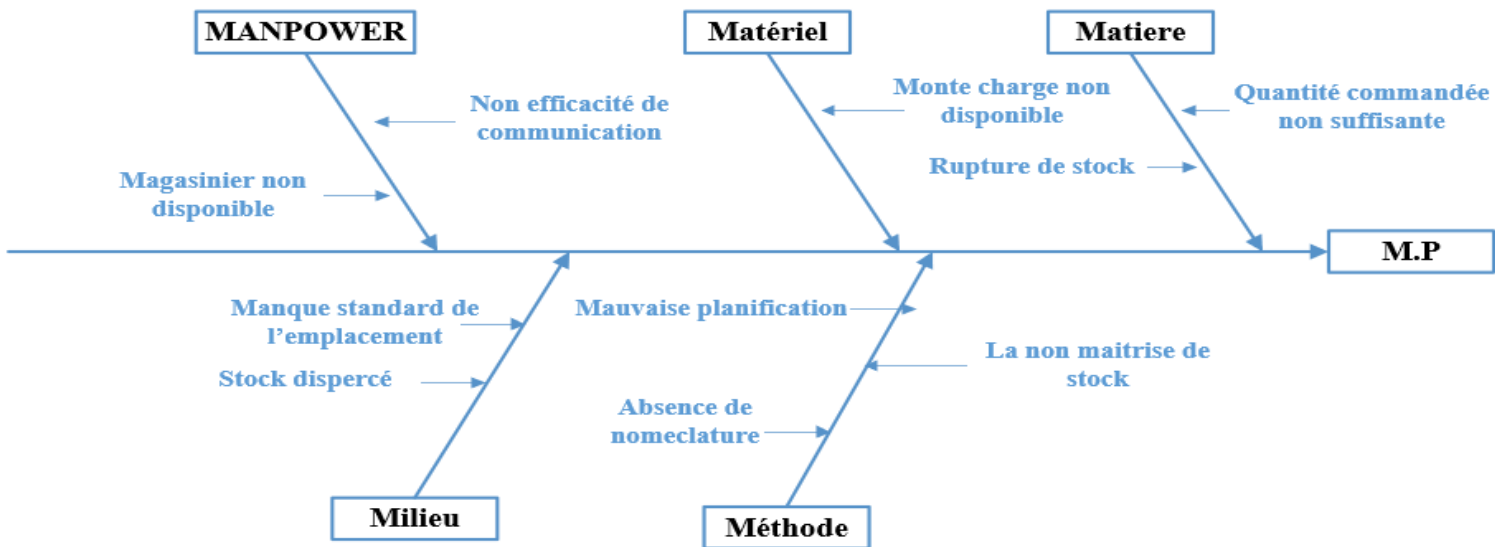 MANPOWER
Matériel
Matiere
Non efficacité de
communication
Monte charge non
disponible
Quantité commandée
non suffisante
Magasinier non
disponible
Rupture de stock
M.P
Manque standard de
l’emplacement
Mauvaise planification
Stock dispercé
La non maitrise de
stock
Absence de
nomeclature
Milieu
Méthode